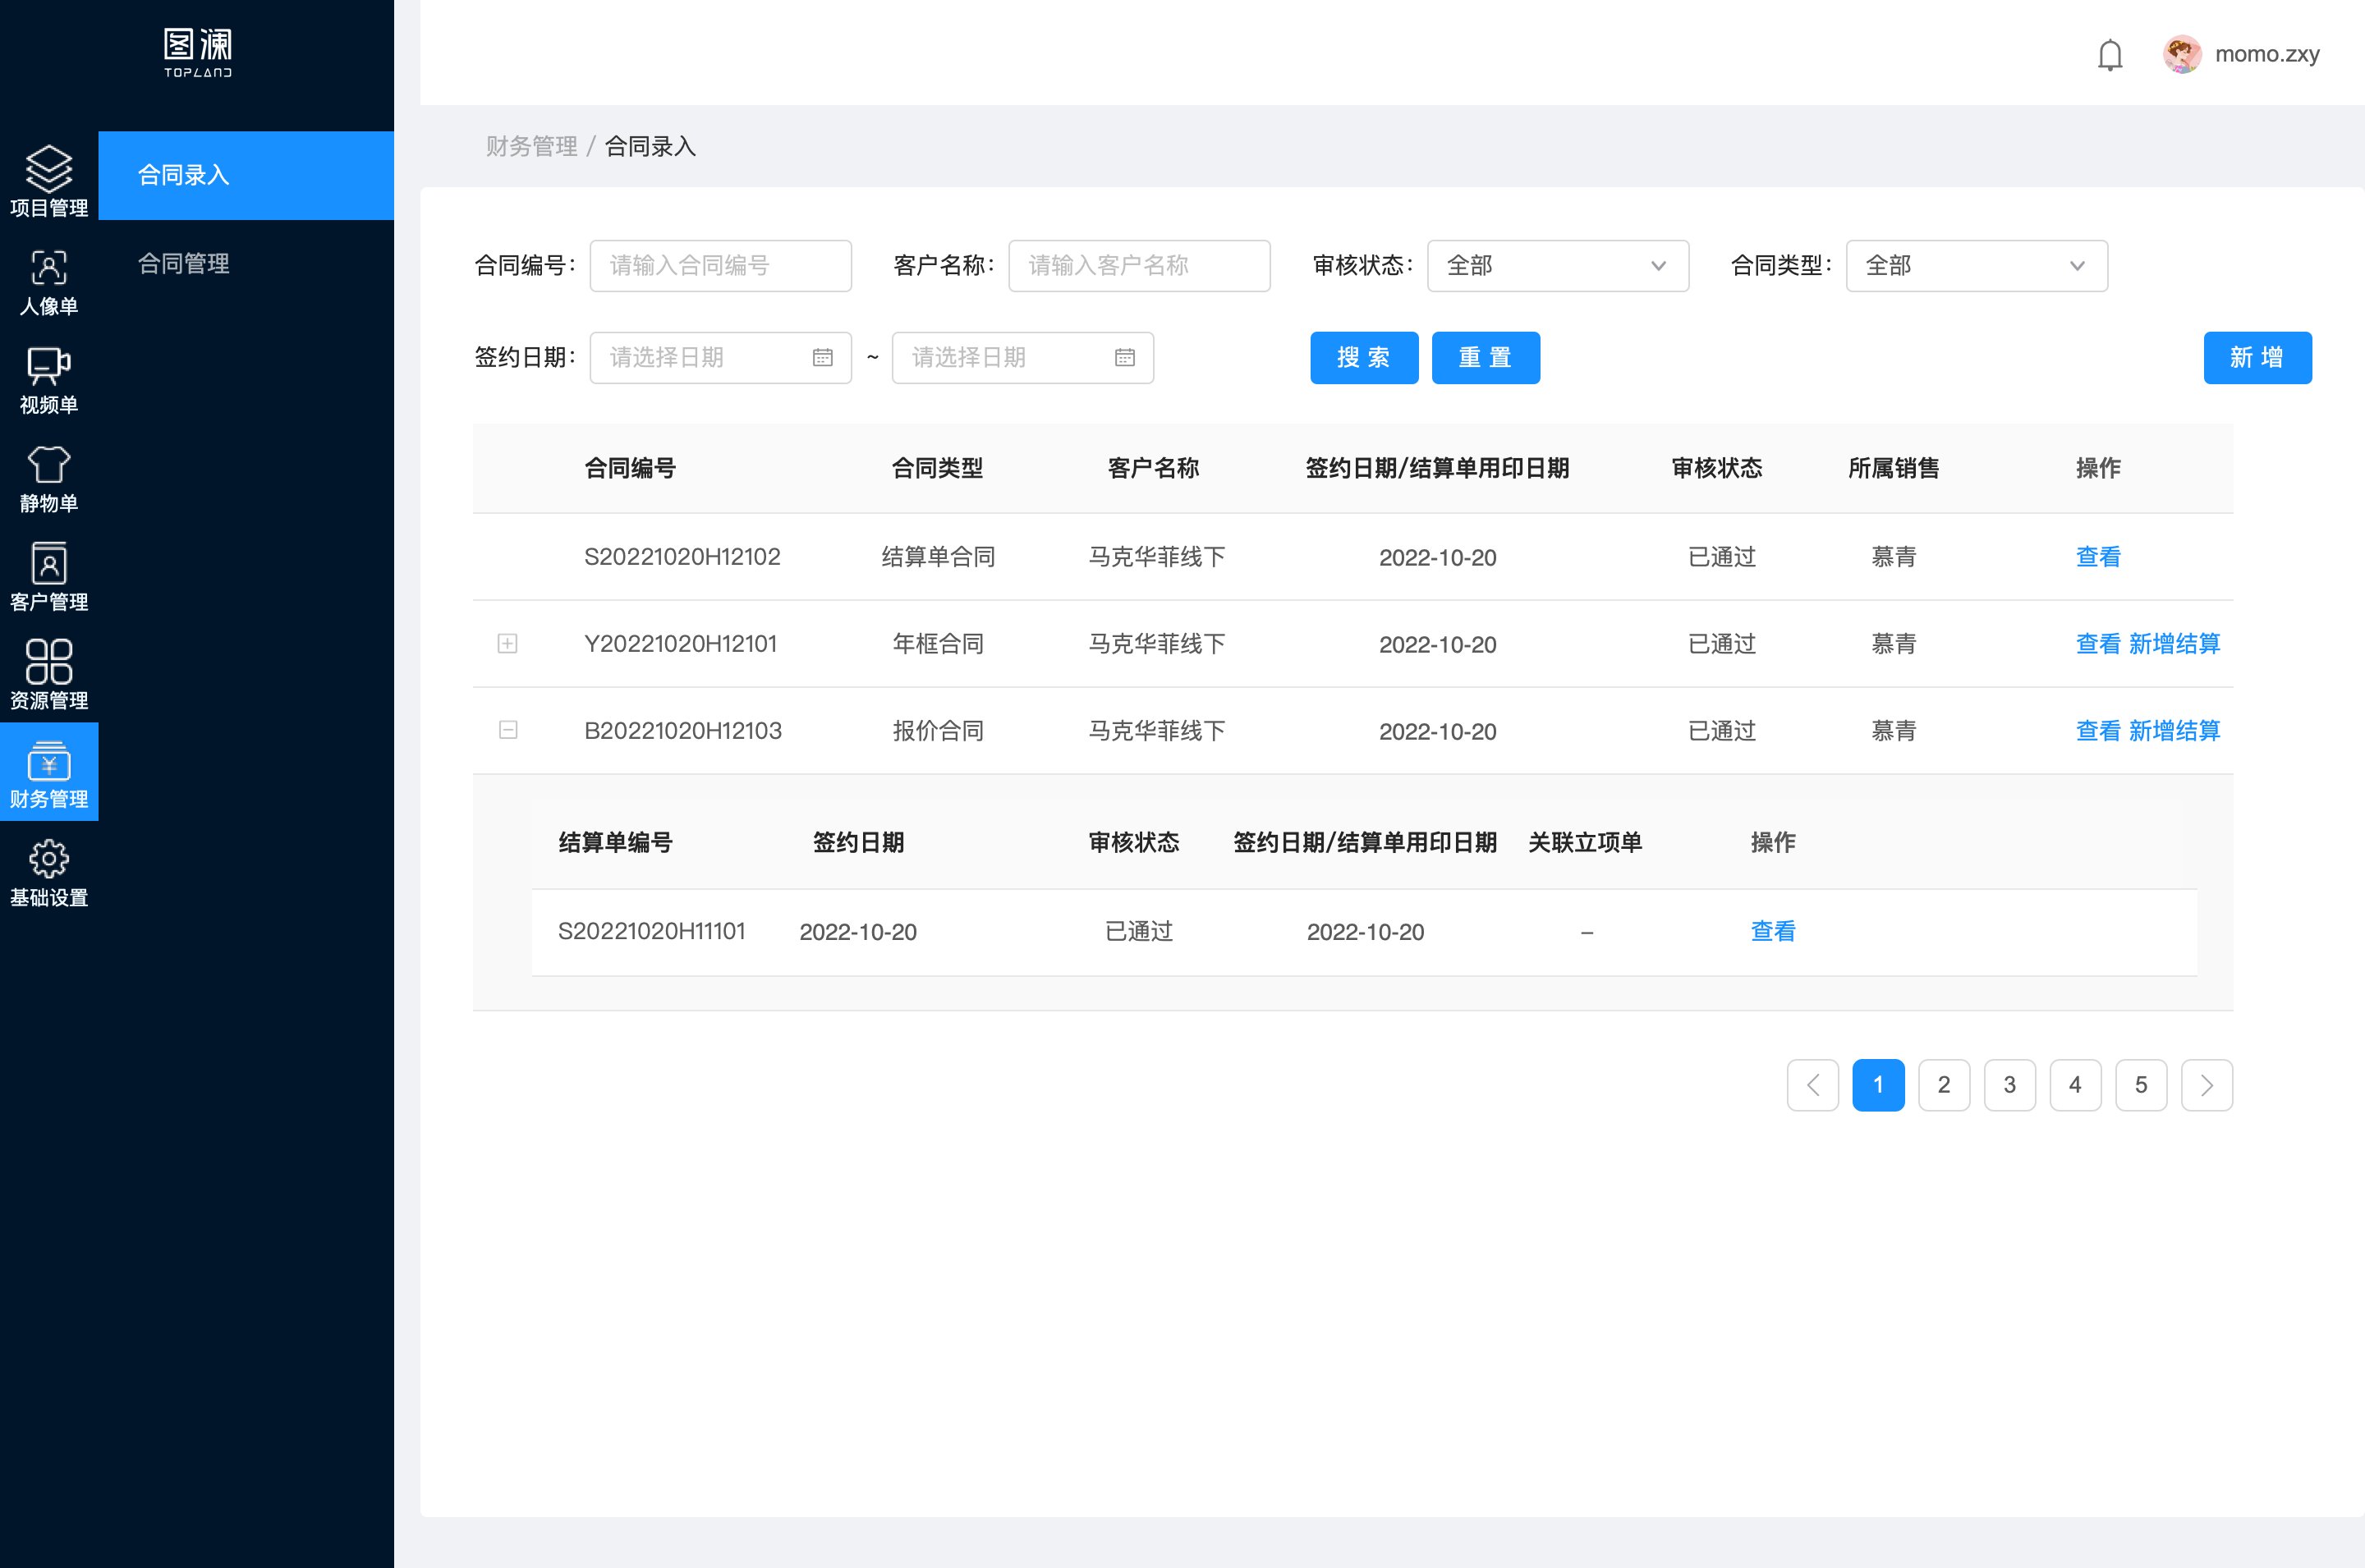 图澜
TOPLAND
momo.zxy
项目管理
人像单
视频单
静物单
客户管理
资源管理
财务管理
基础设置
合同录入
合同管理
财务管理 / 合同录入
合同编号： 请输入合同编号 客户名称： 请输入客户名称 审核状态： 全部 合同类型： 全部
签约日期： 请选择日期 ~ 请选择日期 搜 索 重 置 新 增
合同编号 合同类型 客户名称 签约日期/结算单用印日期 审核状态 所属销售 操作
S20221020H12102 结算单合同 马克华菲线下 2022-10-20 已通过 慕青 查看
Y20221020H12101 年框合同 马克华菲线下 2022-10-20 已通过 慕青 查看 新增结算
B20221020H12103 报价合同 马克华菲线下 2022-10-20 已通过 慕青 查看 新增结算
结算单编号 签约日期 审核状态 签约日期/结算单用印日期 关联立项单 操作
S20221020H11101 2022-10-20 已通过 2022-10-20 – 查看
1 2 3 4 5